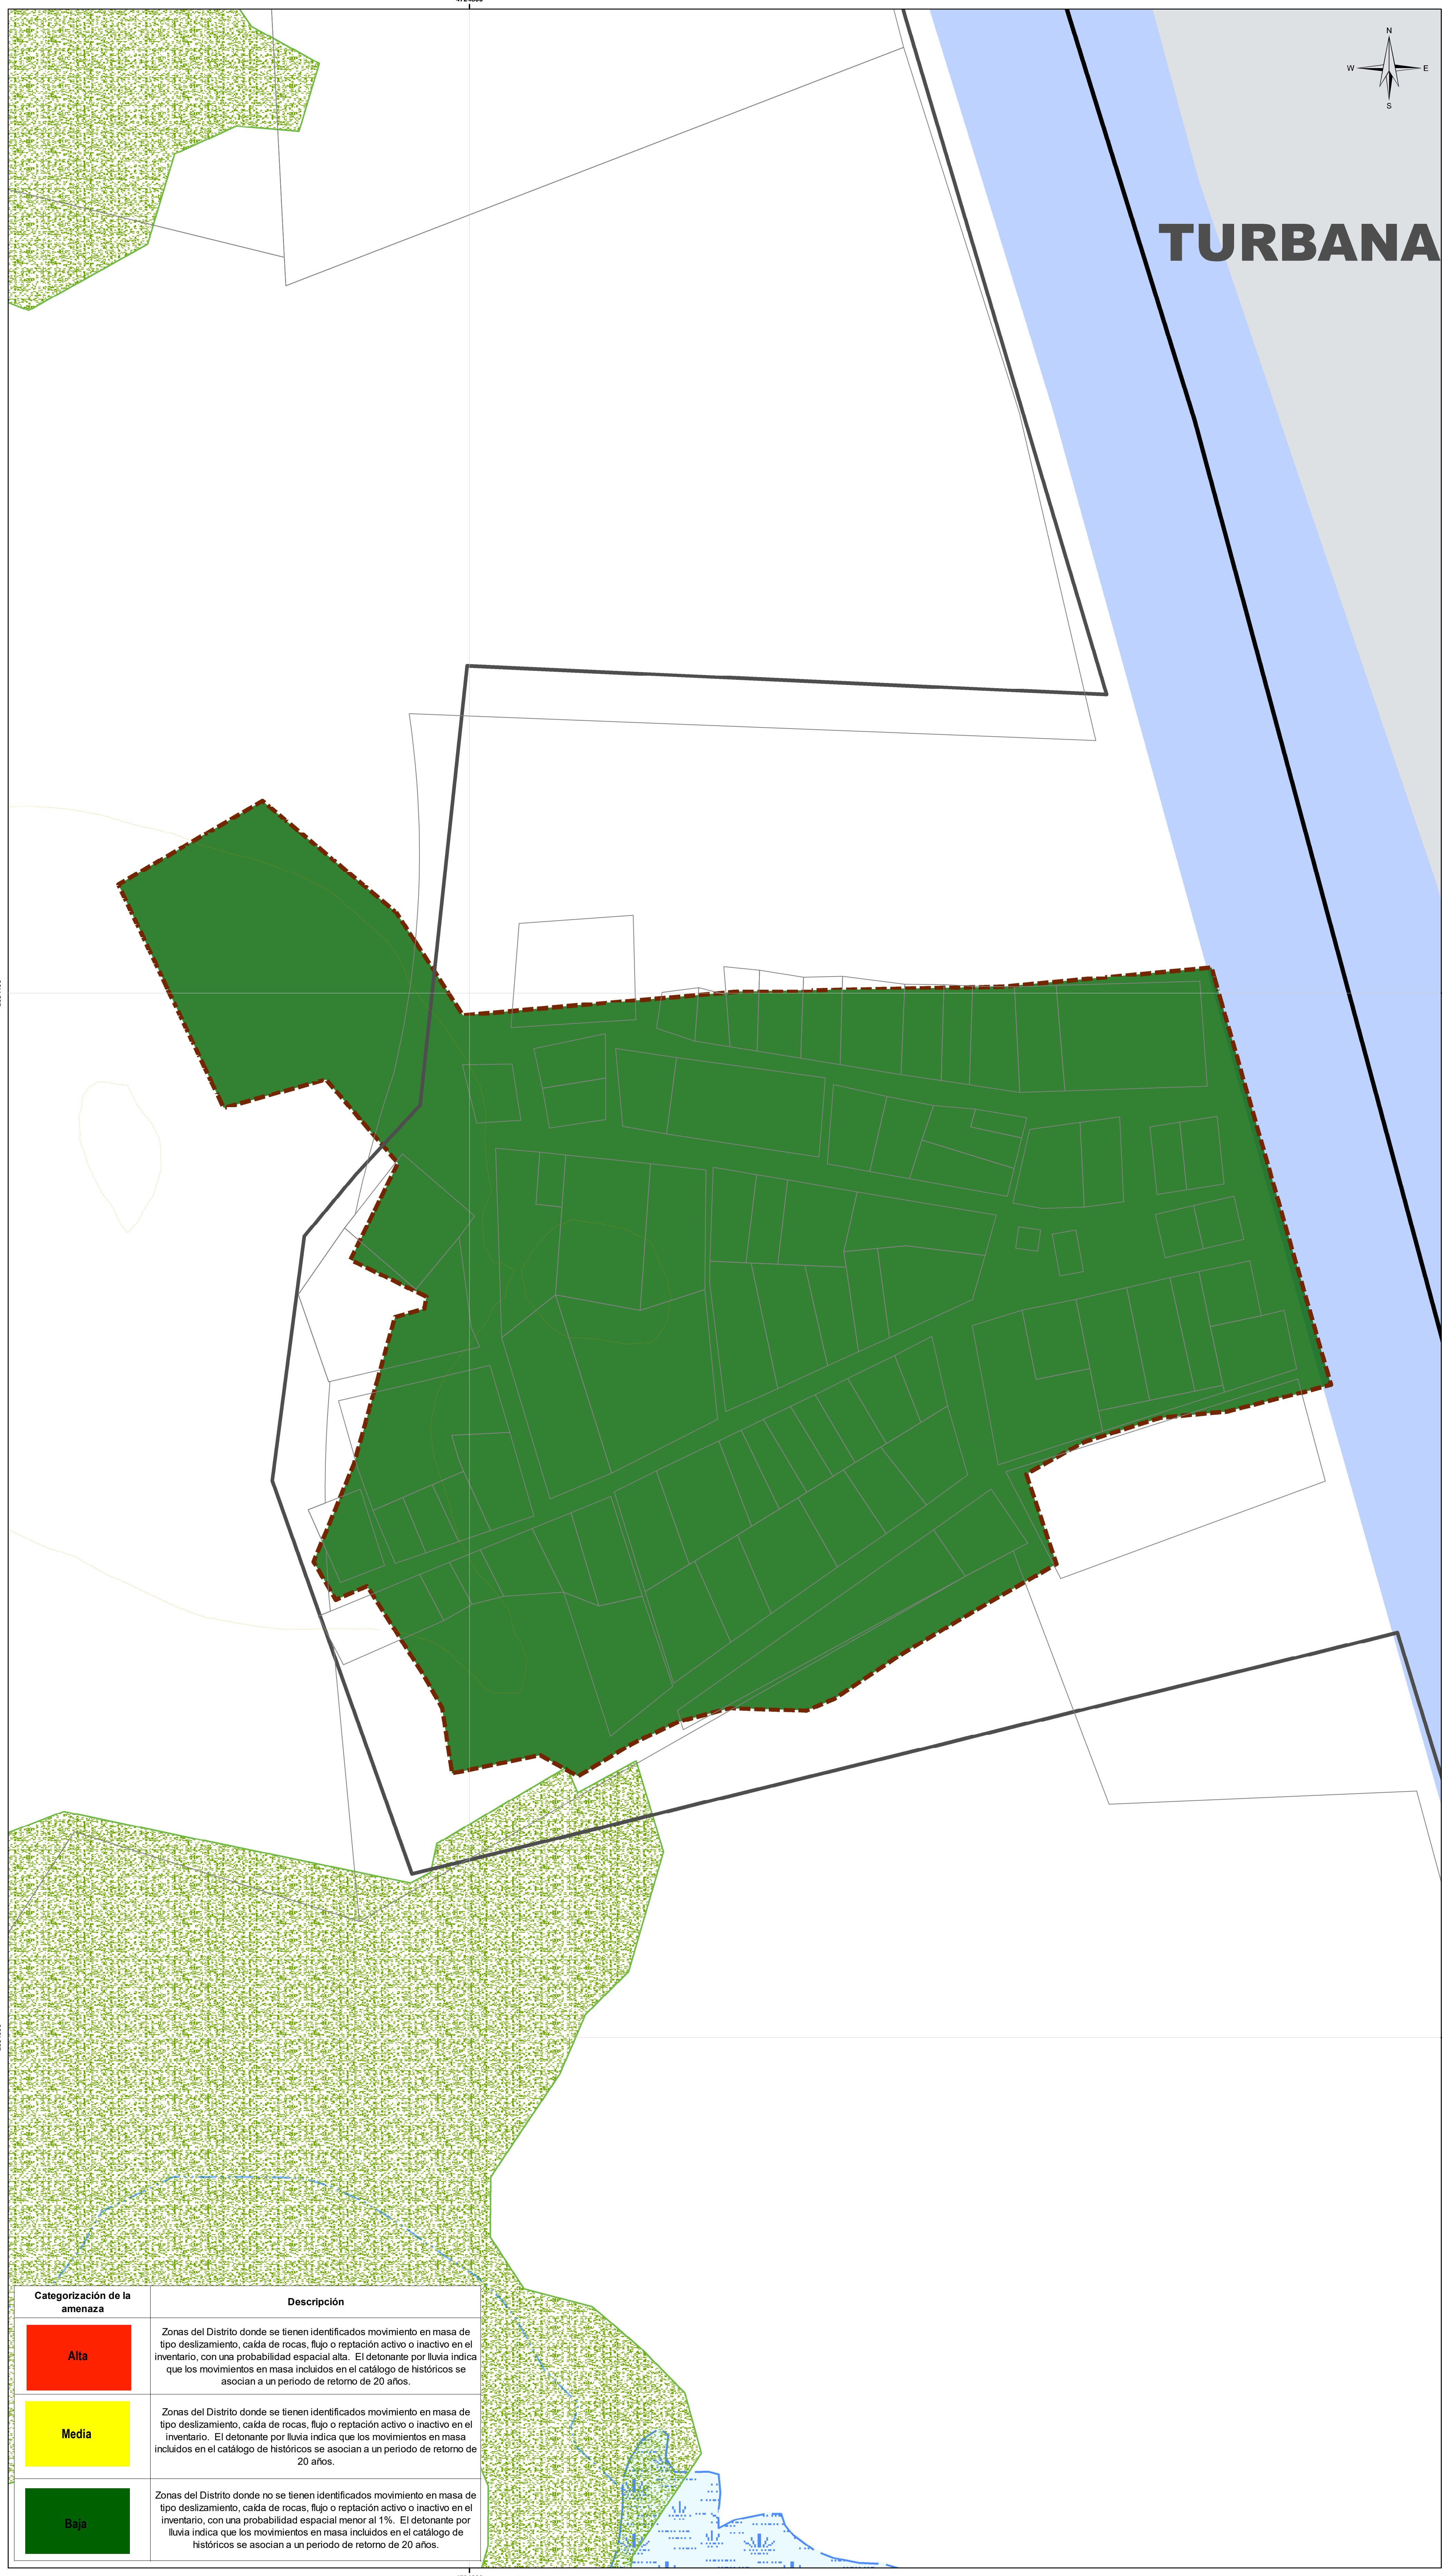 N
W
E
S
TURBANA
Categorización de la
amenaza
Descripción
Alta
Zonas del Distrito donde se tienen identificados movimiento en masa de
tipo deslizamiento, caída de rocas, flujo o reptación activo o inactivo en el
inventario, con una probabilidad espacial alta. El detonante por lluvia indica
que los movimientos en masa incluidos en el catálogo de históricos se
asocian a un periodo de retorno de 20 años.
Media
Zonas del Distrito donde se tienen identificados movimiento en masa de
tipo deslizamiento, caída de rocas, flujo o reptación activo o inactivo en el
inventario. El detonante por lluvia indica que los movimientos en masa
incluidos en el catálogo de históricos se asocian a un periodo de retorno de
20 años.
Baja
Zonas del Distrito donde no se tienen identificados movimiento en masa de
tipo deslizamiento, caída de rocas, flujo o reptación activo o inactivo en el
inventario, con una probabilidad espacial menor al 1%. El detonante por
lluvia indica que los movimientos en masa incluidos en el catálogo de
históricos se asocian a un periodo de retorno de 20 años.